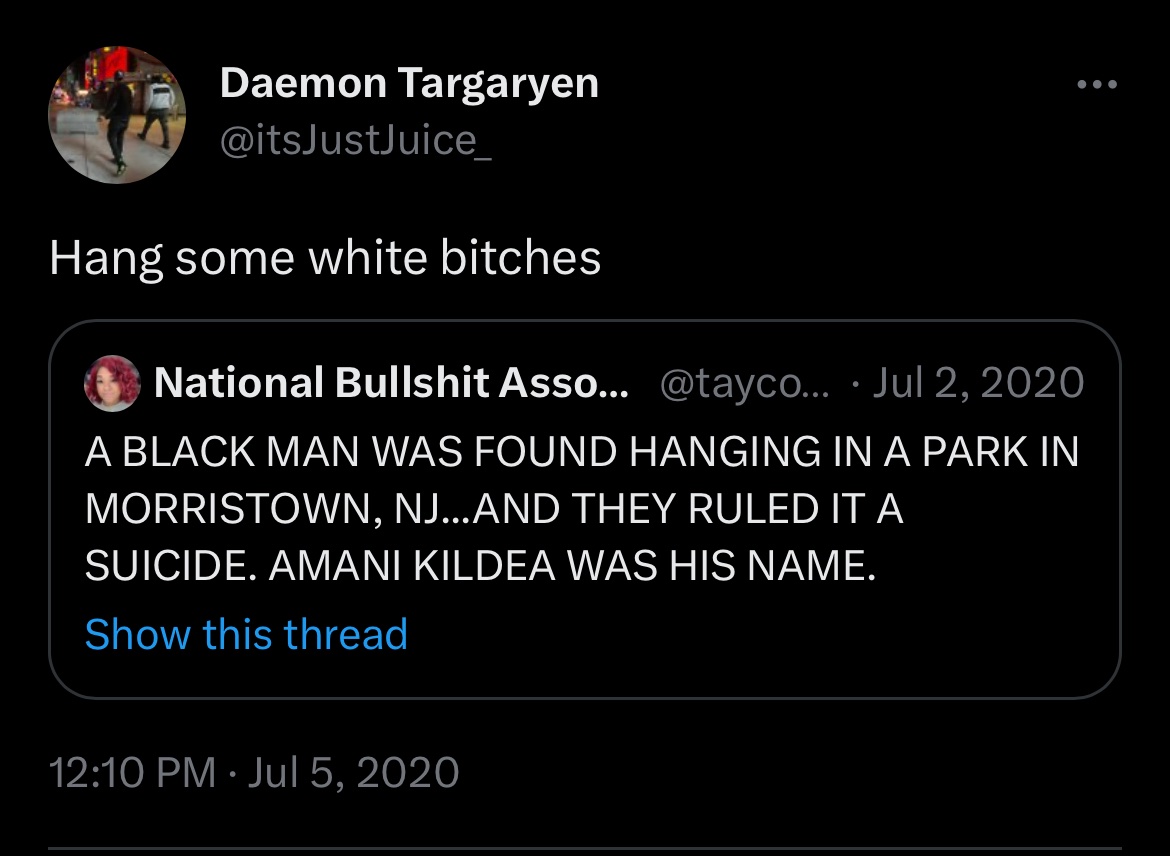 Daemon Targaryen
@itsJustJuice_
Hang some white bitches
National Bullshit Asso... @tayco... · Jul 2, 2020
A BLACK MAN WAS FOUND HANGING IN A PARK IN
MORRISTOWN, NJ...AND THEY RULED IT A
SUICIDE. AMANI KILDEA WAS HIS NAME.
Show this thread
12:10 PM · Jul 5, 2020